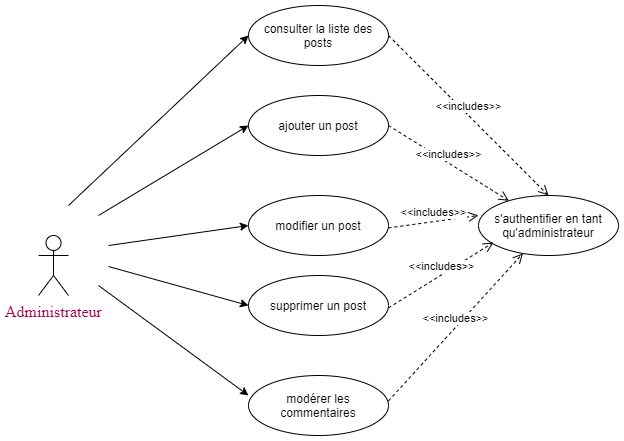 consulter la liste des
posts
<<includes>>
ajouter un post
<<includes>>
s'authentifier en tant
qu'administrateur
modifier un post
<<includes>>
<<includes>>
supprimer un post
Administrateur
<<includes>>
modérer les
commentaires